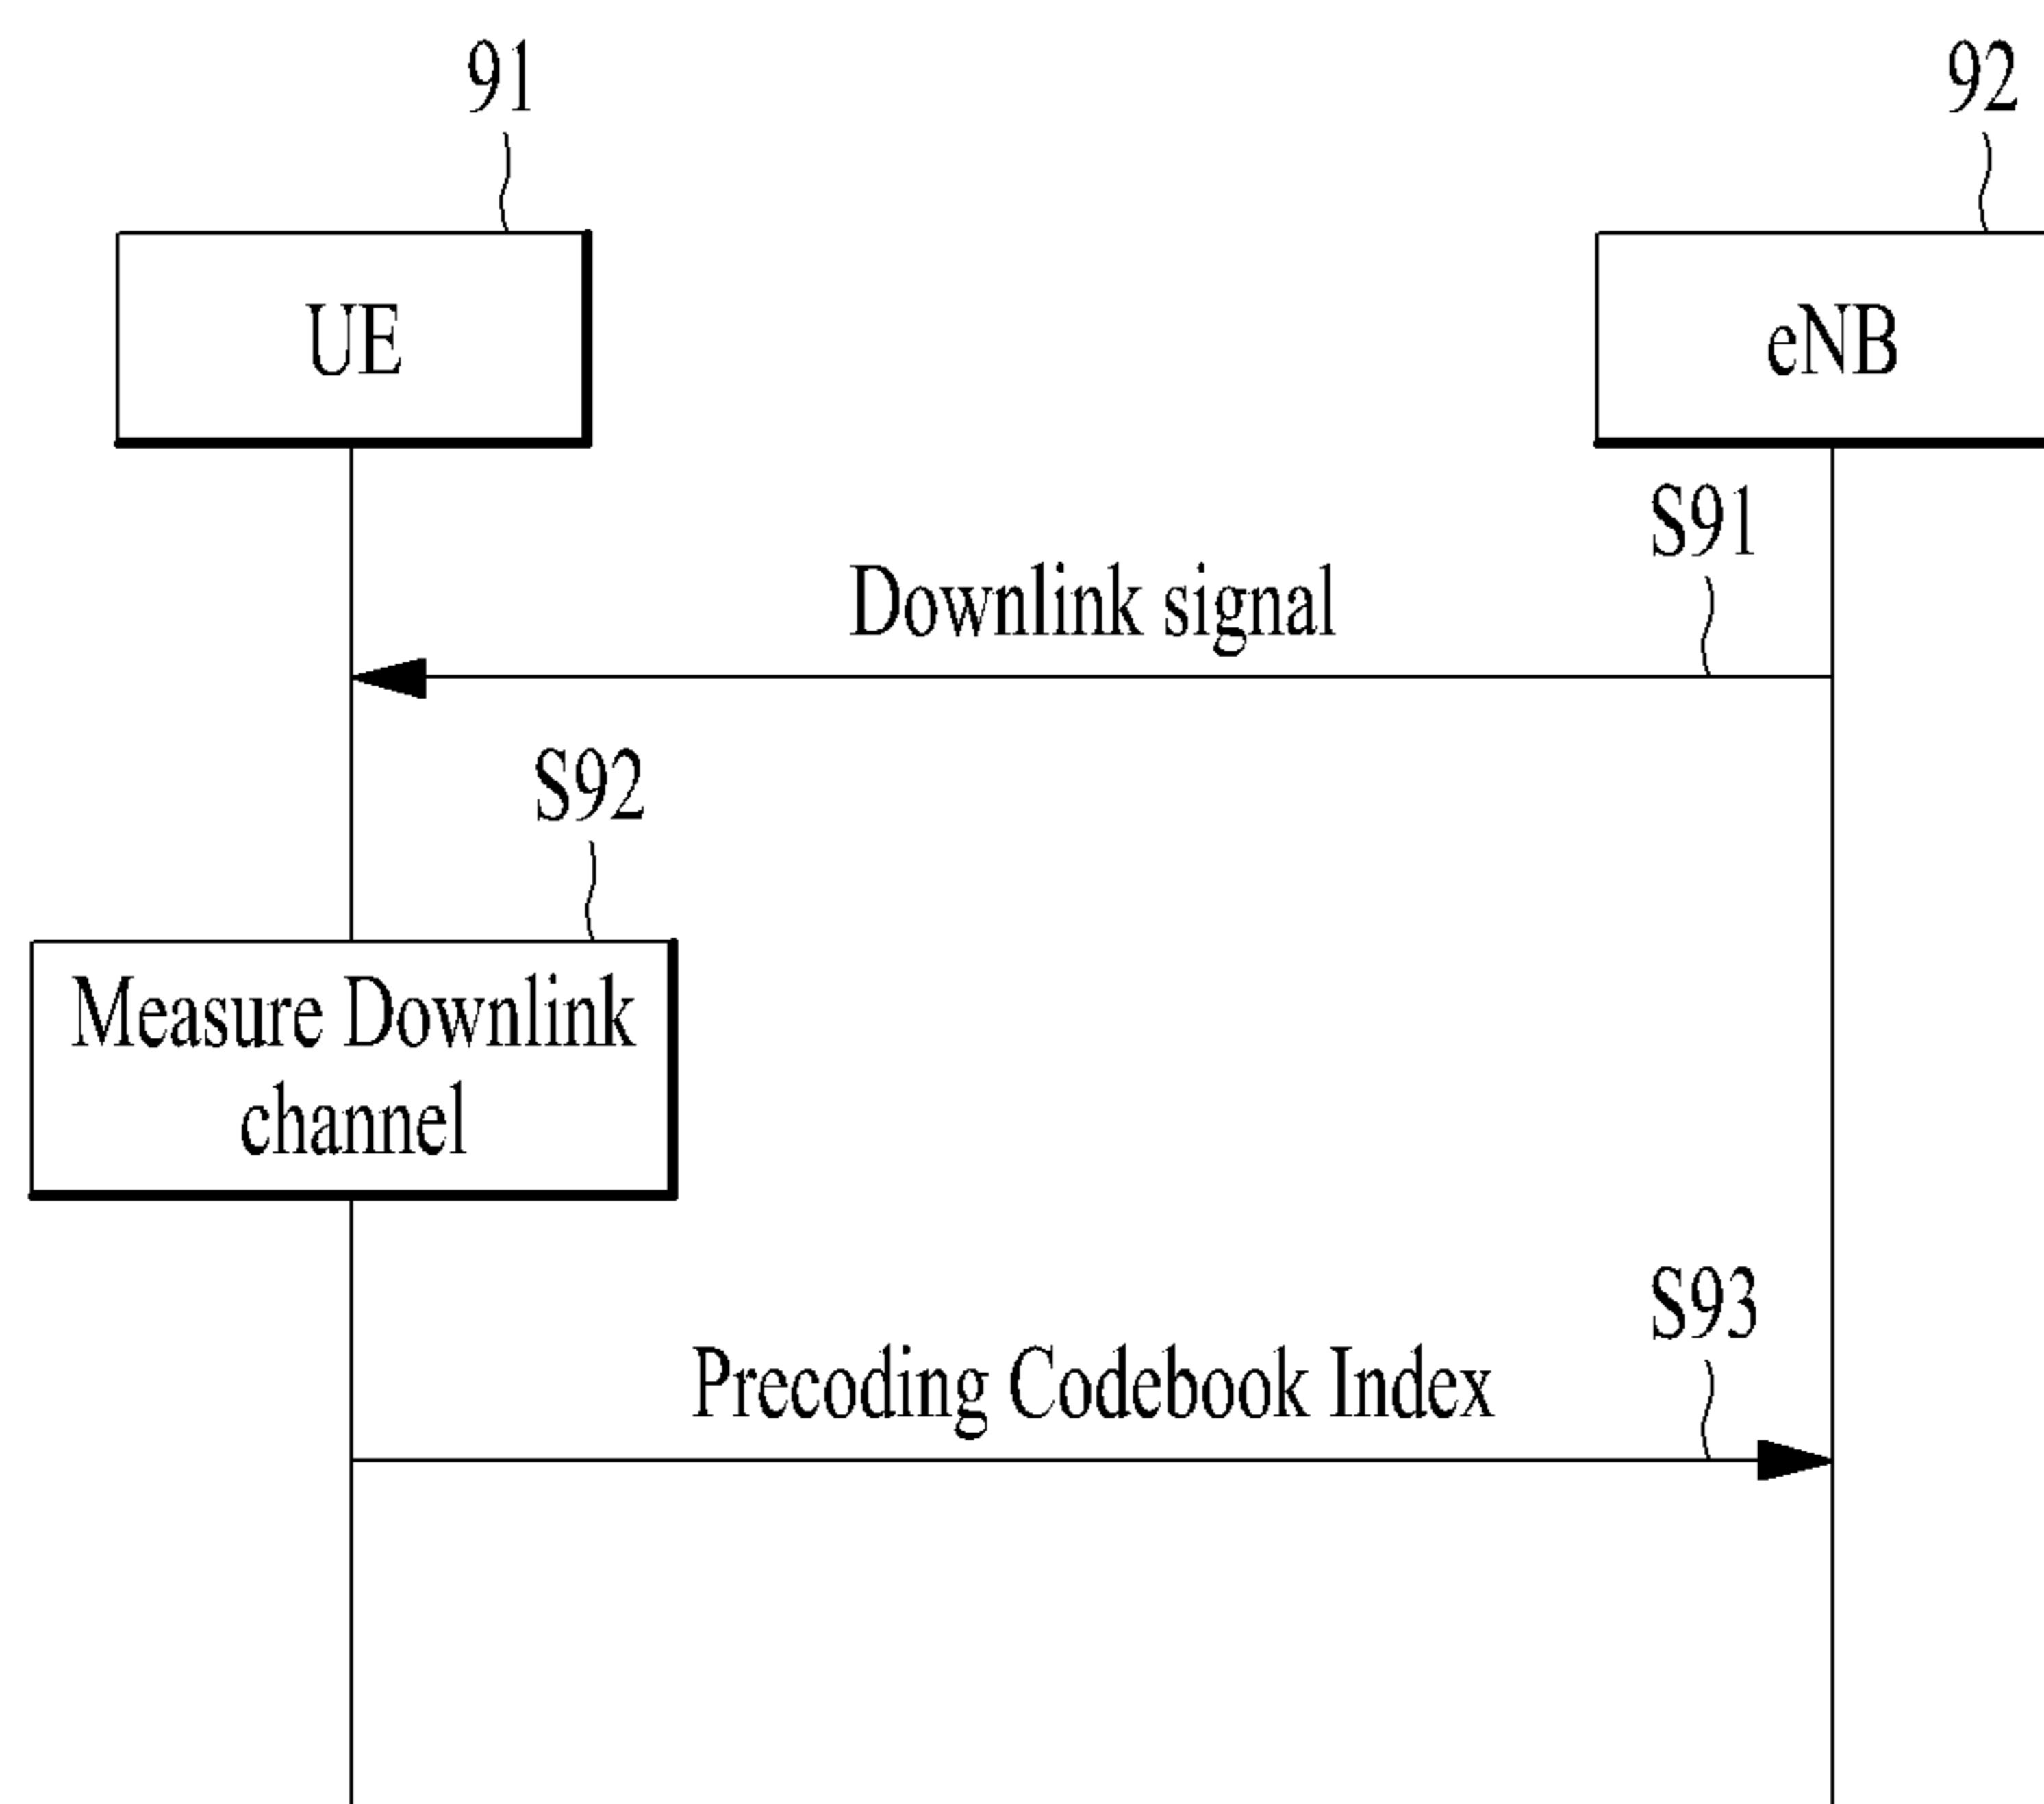 91
92
UE
eNB
S91
Downlink signal
S92
Measure Downlink
channel
S93
Precoding Codebook Index